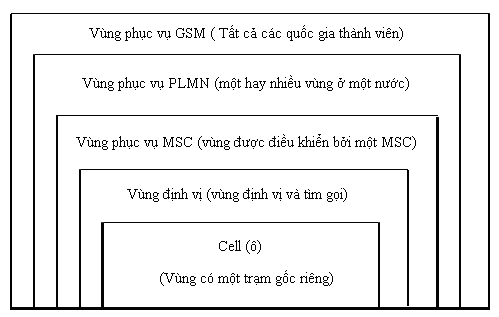 Vùng phục vụ GSM ( Tất cả các quốc gia thành viên)
Vùng phục vụ PLMN (một hay nhiều vùng ở một nước)
Vùng phục vụ MSC (vùng được điều khiển bởi một MSC)
Vùng định vị (vùng định vị và tìm gọi)
Cell (ô)
(Vùng có một trạm gốc riêng)